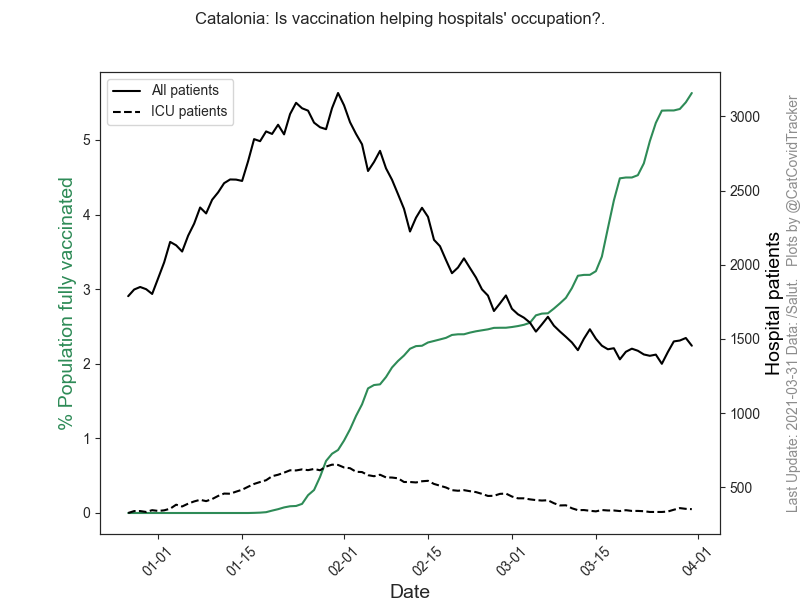 Catalonia: Is vaccination helping hospitals' occupation?.
All patients
ICU patients
% Population fully vaccinated
5
4
3
2
1
0
3000
2500
2000
1500
1000
500
Hospital patients
Last Update: 2021-03-31 Data: /Salut.   Plots by @CatCovidTracker
01-01
01-15
02-01
02-15
03-01
03-15
04-01
Date